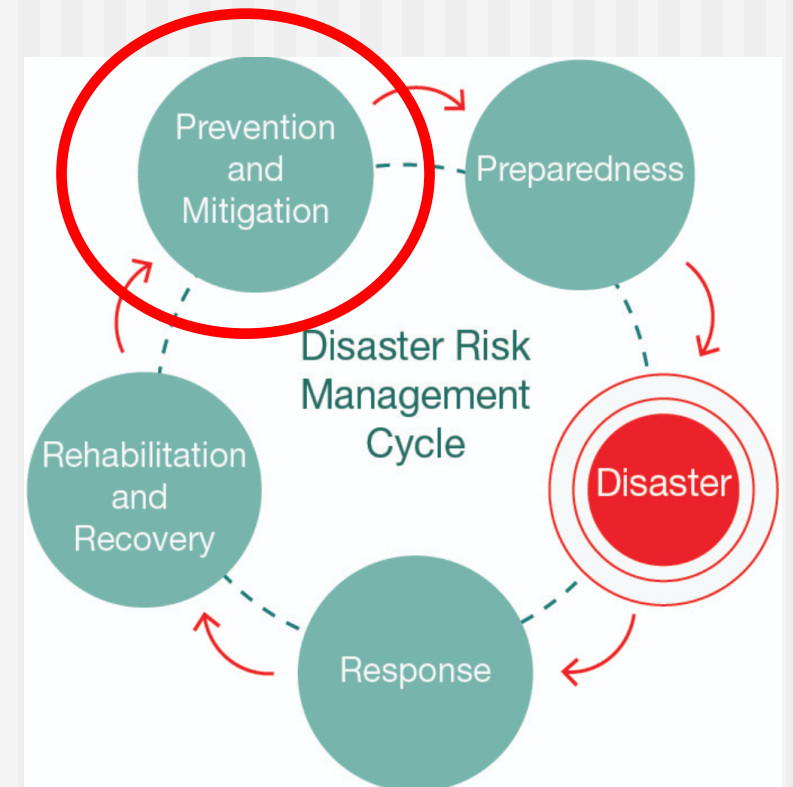 Prevention
and
Mitigation
Preparedness
Disaster Risk
Management
Cycle
Rehabilitation
and
Recovery
Disaster
Response